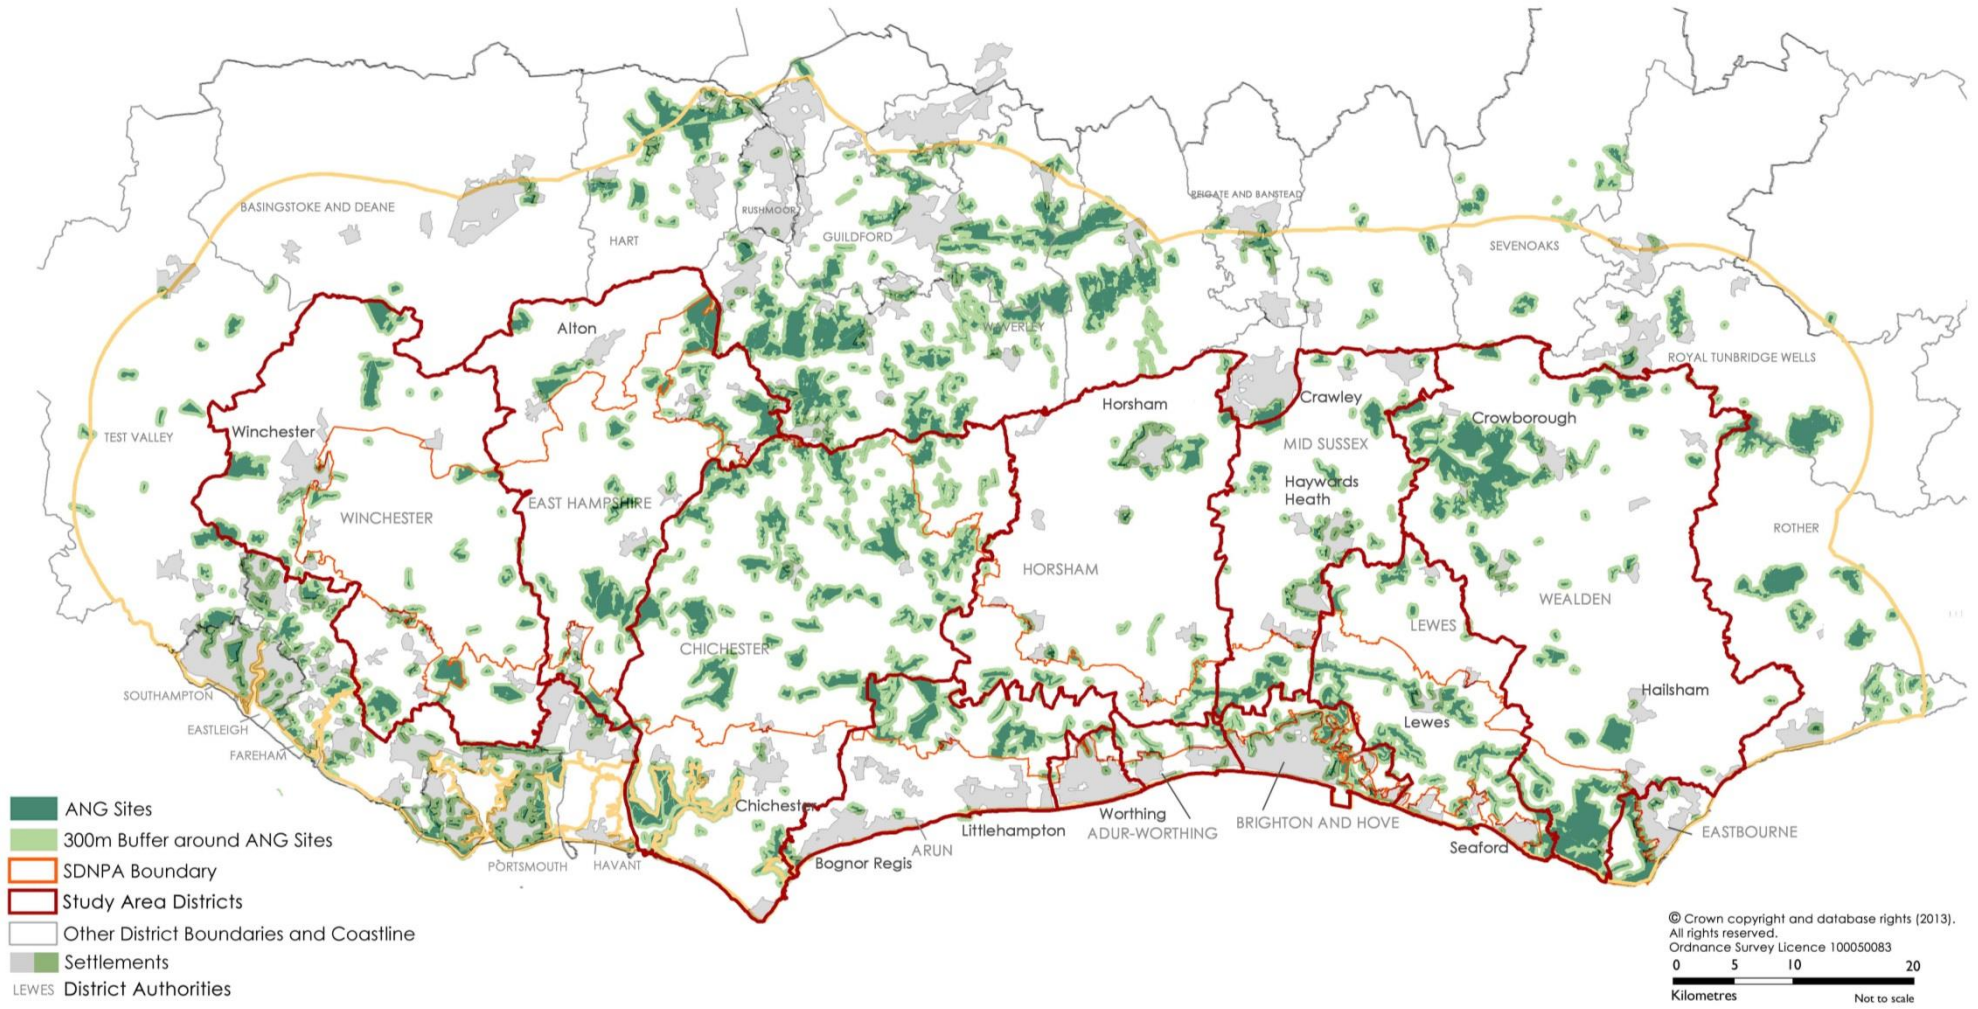 BASINGSTOKE AND DEANE
HART
RUSHMOOR
GUILDFORD
REIGATE AND BANSTEAD
SEVENOAKS
Alton
WAVERLEY
ROYAL TUNBRIDGE WELLS
TEST VALLEY
Winchester
Horsham
Crawley
Crowborough
MID SUSSEX
Haywards
Heath
WINCHESTER
EAST HAMPSHIRE
ROTHER
HORSHAM
WEALDEN
LEWES
CHICHESTER
SOUTHAMPTON
Hailsham
EASTLEIGH
Lewes
FAREHAM
Chichester
Worthing
Littlehampton
ADUR-WORTHING
BRIGHTON AND HOVE
EASTBOURNE
Seaford
ARUN
Bognor Regis
PORTSMOUTH
HAVANT
ANG Sites
300m Buffer around ANG Sites
SDNPA Boundary
Study Area Districts
Other District Boundaries and Coastline
Settlements
LEWES District Authorities
© Crown copyright and database rights (2013).
All rights reserved.
Ordnance Survey Licence 100050083
0 5 10 20
Kilometres Not to scale